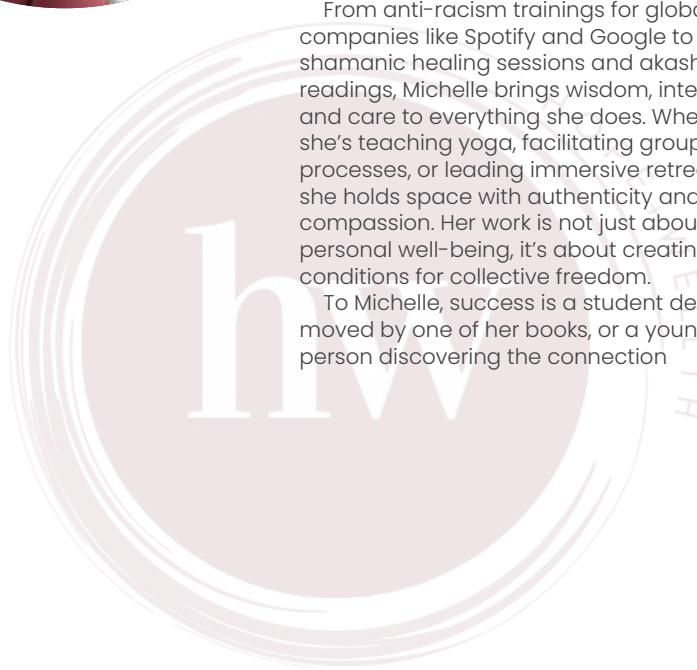 From anti-racism trainings for globa
companies like Spotify and Google to
shamanic healing sessions and akash
readings, Michelle brings wisdom, inte
and care to everything she does. Whe
she's teaching yoga, facilitating group
processes, or leading immersive retre
she holds space with authenticity and
compassion. Her work is not just abou
personal well-being, it's about creatin
conditions for collective freedom.
To Michelle, success is a student de
moved by one of her books, or a youn
person discovering the connection
hw